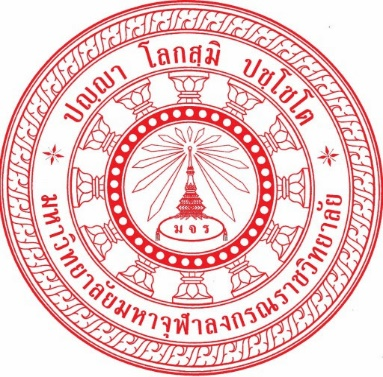 ปญฺญา โลกสฺมิ ปชฺโชโต
ม จ ร
มหาวิทยาลัยมหาจุฬาลงกรณราชวิทยาลัย